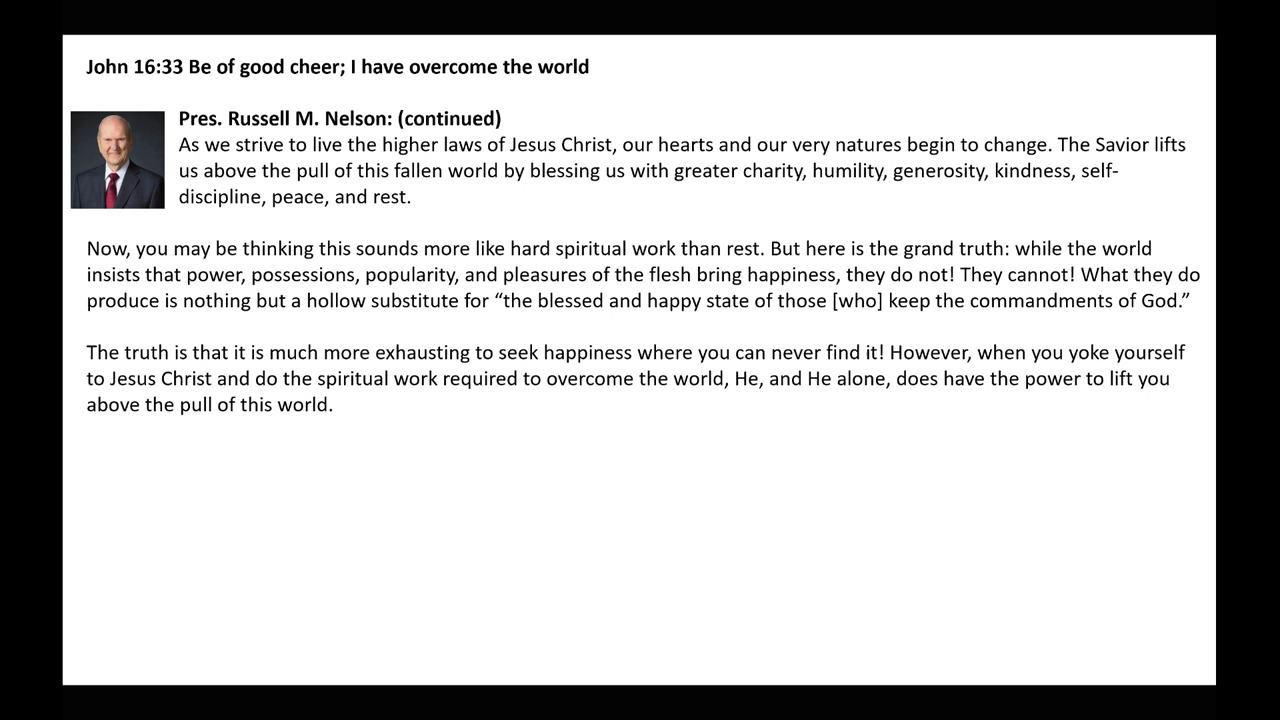 John 16:33 Be of good cheer; I have overcome the world
Pres. Russell M. Nelson: (continued)
As we strive to live the higher laws of Jesus Christ, our hearts and our very natures begin to change. The Savior lifts
us above the pull of this fallen world by blessing us with greater charity, humility, generosity, kindness, self-
discipline, peace, and rest.
Now, you may be thinking this sounds more like hard spiritual work than rest. But here is the grand truth: while the world
insists that power, possessions, popularity, and pleasures of the flesh bring happiness, they do not! They cannot! What they do
produce is nothing but a hollow substitute for “the blessed and happy state of those [who] keep the commandments of God.”
The truth is that it is much more exhausting to seek happiness where you can never find it! However, when you yoke yourself
to Jesus Christ and do the spiritual work required to overcome the world, He, and He alone, does have the power to lift you
above the pull of this world.